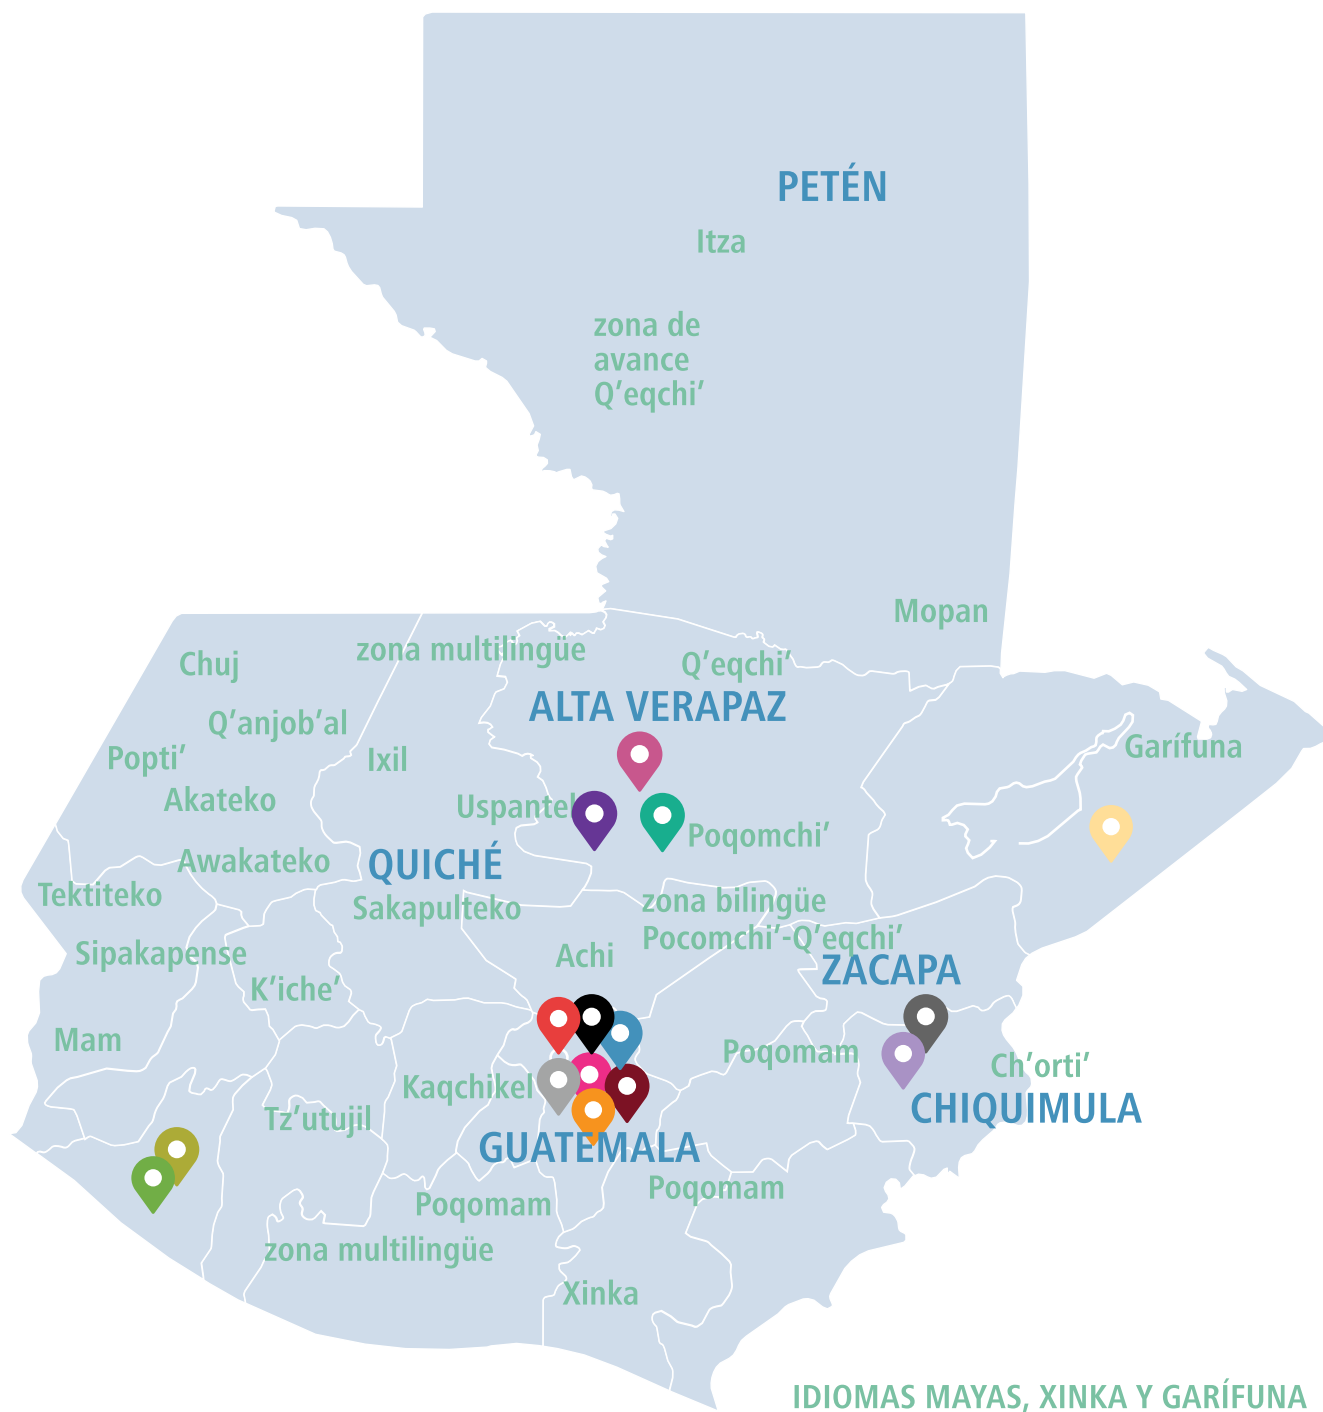 PETÉN
Itza
zona de
avance
Q’eqchi’
Mopan
zona multilingüe
Chuj
Q’eqchi’
ALTA VERAPAZ
Q’anjob’al
Popti’
Ixil
Garífuna
Akateko
Uspantek
Poqomchi’
Awakateko
QUICHÉ
Tektiteko
Sakapulteko
zona bilingüe
Pocomchi’-Q’eqchi’
Sipakapense
Achi
ZACAPA
K’iche’
Mam
Poqomam
Ch’orti’
Kaqchikel
CHIQUIMULA
Tz’utujil
GUATEMALA
Poqomam
Poqomam
zona multilingüe
Xinka
IDIOMAS MAYAS, XINKA Y GARÍFUNA